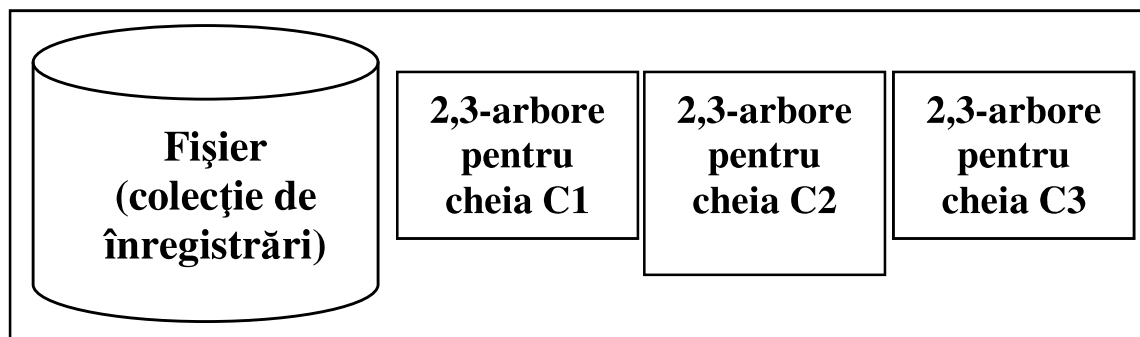 Fişier
(colecţie de
înregistrări)
2,3-arbore
pentru
cheia C1
2,3-arbore
pentru
cheia C2
2,3-arbore
pentru
cheia C3